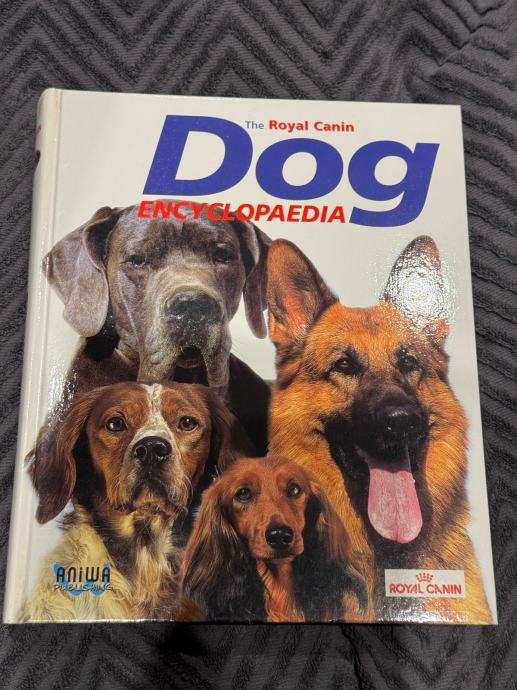 The Royal Canin
Dog
ENCYCLOPAEDIA
ANiWA
PUBLISHING
ROYAL CANIN